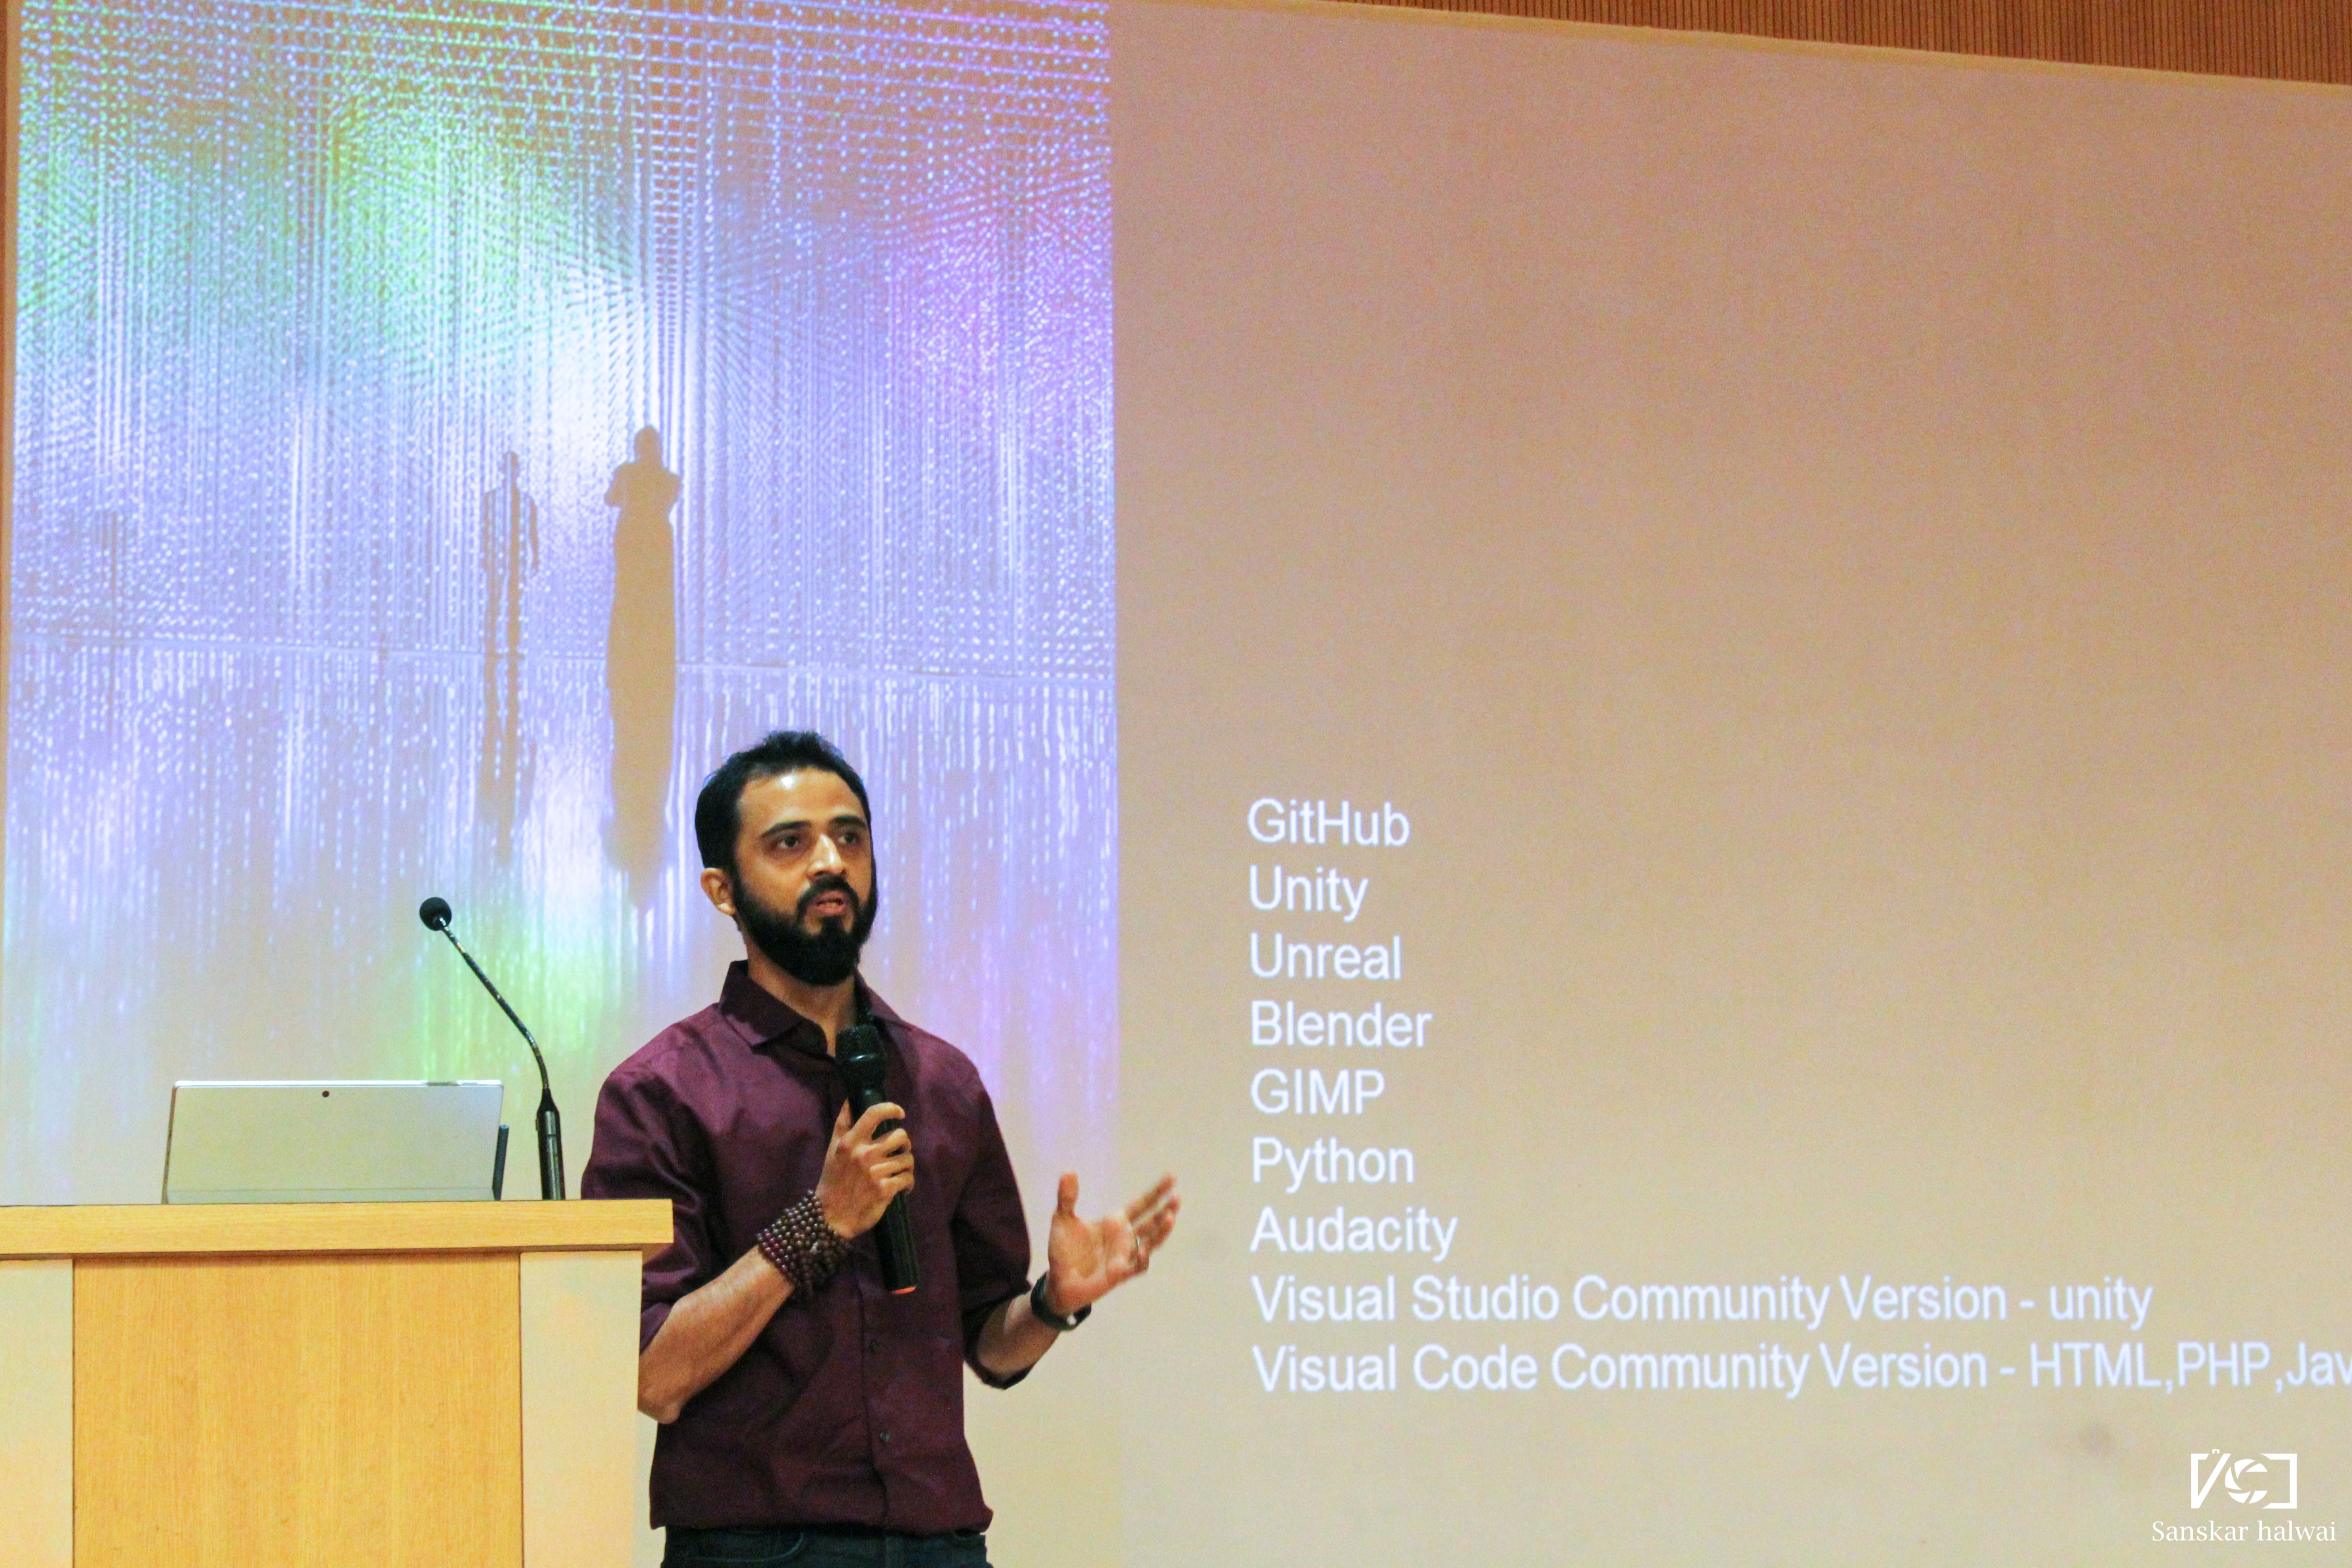 GitHub
Unity
Unreal
Blender
GIMP
Python
Audacity
Visual Studio Community Version - unity
Visual Code Community Version - HTML,PHP,Jav
Sanskar halwai